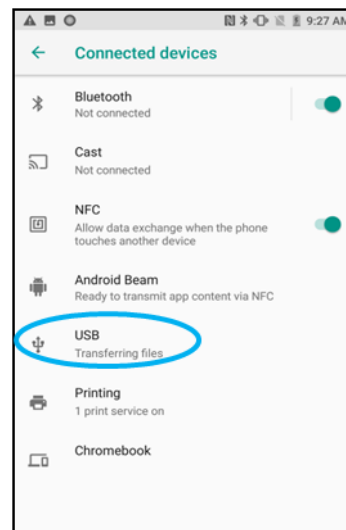 9:27 AM
Connected devices
Bluetooth
Not connected
Cast
Not connected
NFC
Allow data exchange when the phone
touches another device
Android Beam
Ready to transmit app content via NFC
USB
Transferring files
Printing
1 print service on
Chromebook